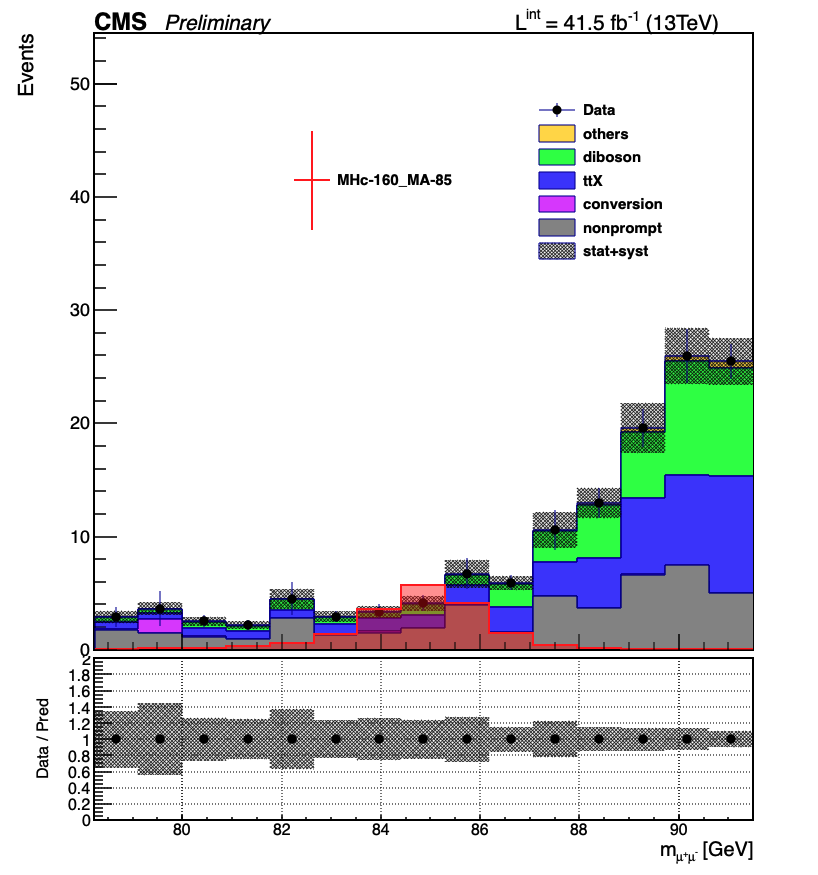 CMS Preliminary L^int = 41.5 fb^-1 (13TeV)
Events
50
40
30
20
10
0
Data
others
diboson
ttX
conversion
nonprompt
stat+syst
MHc-160_MA-85
Data / Pred
2
1.8
1.6
1.4
1.2
1
0.8
0.6
0.4
0.2
0
80 82 84 86 88 90
m_μ⁺μ⁻ [GeV]